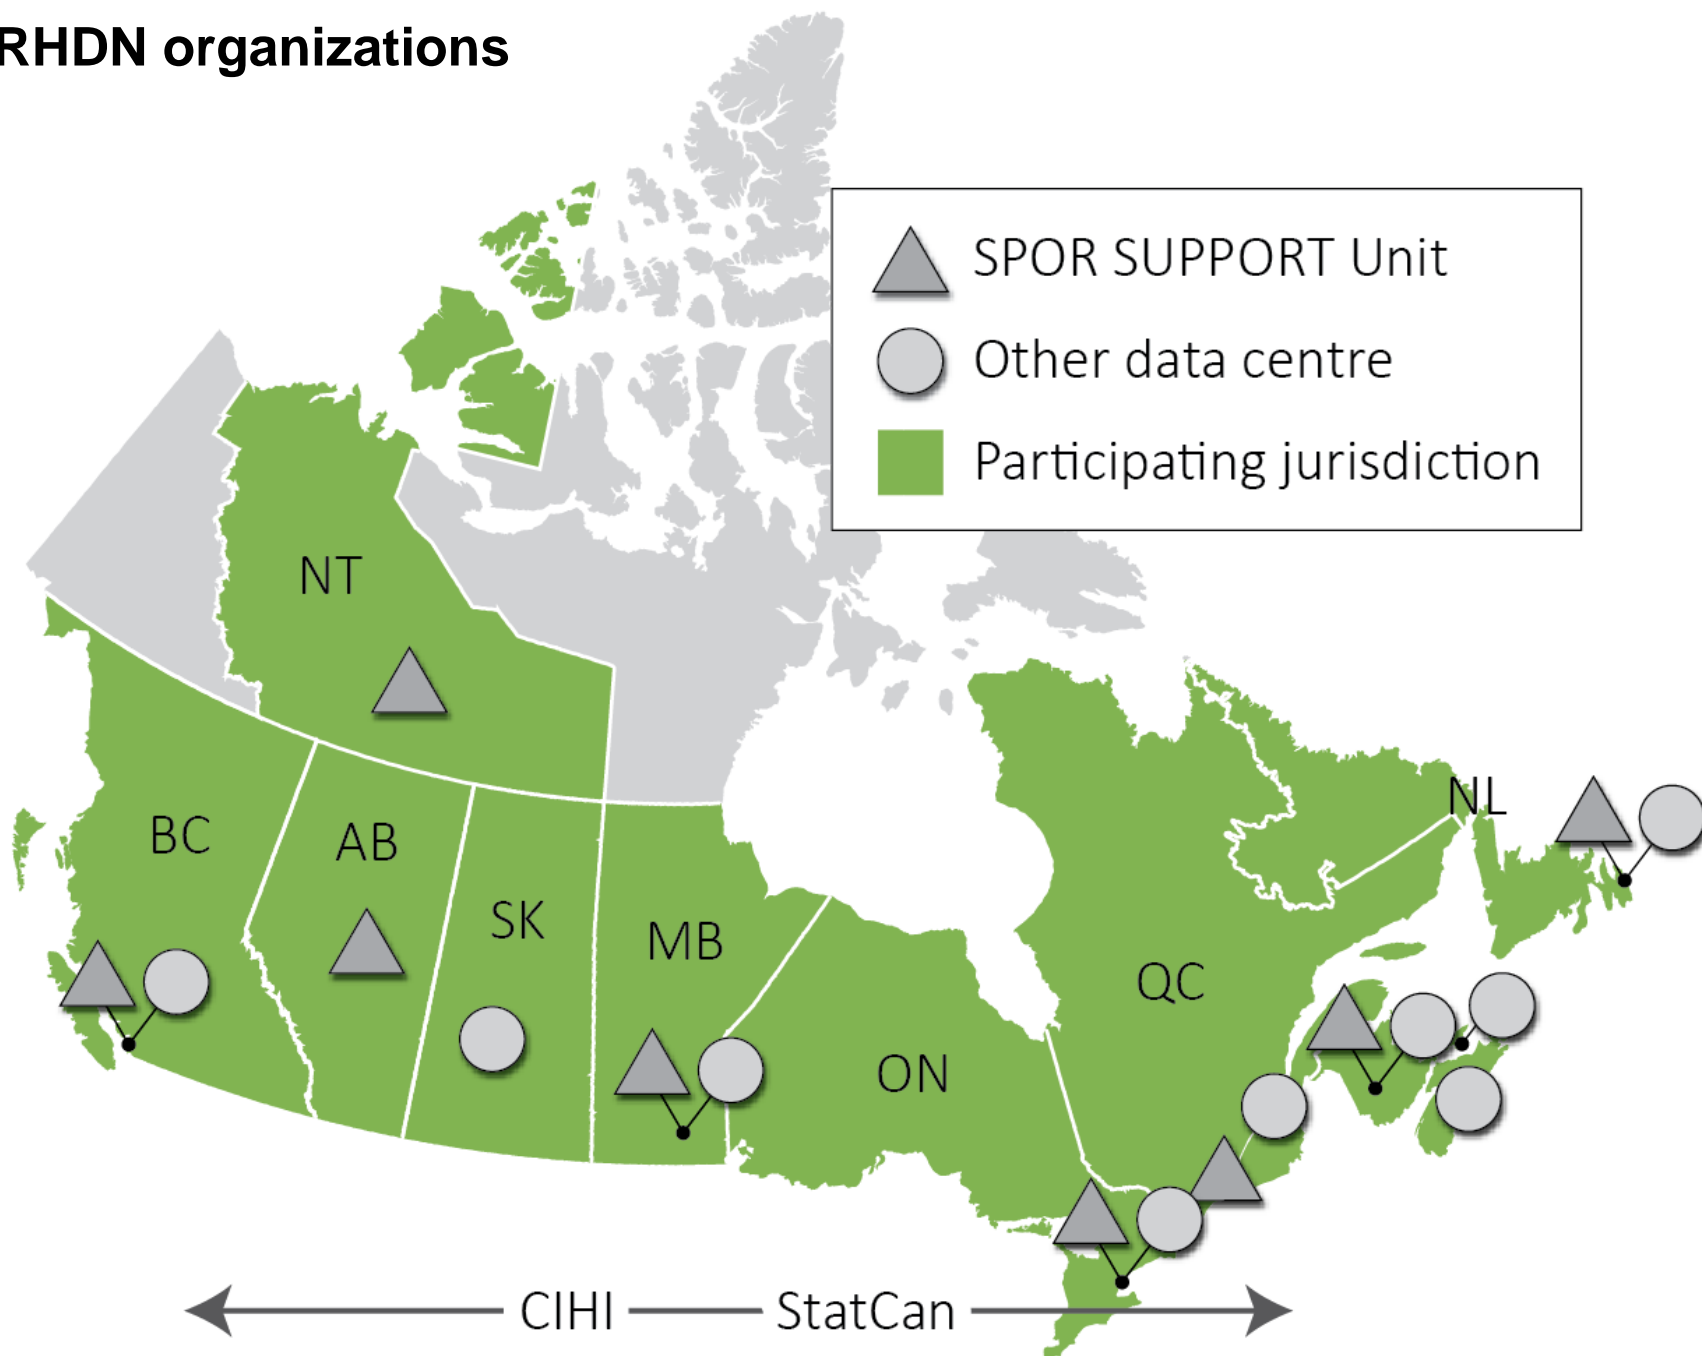 RHDN organizations
SPOR SUPPORT Unit
Other data centre
Participating jurisdiction
NT
BC
AB
SK
MB
ON
QC
NL
CIHI
StatCan